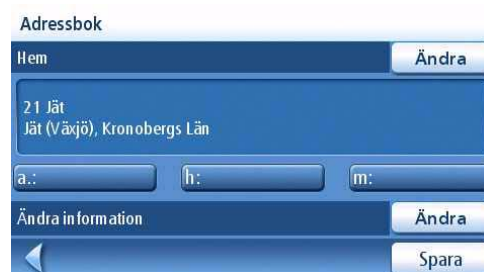 Adressbok
Hem Ändra
21 Jät
Jät (Växjö), Kronobergs Län
a.: h: m:
Ändra information Ändra
Spara